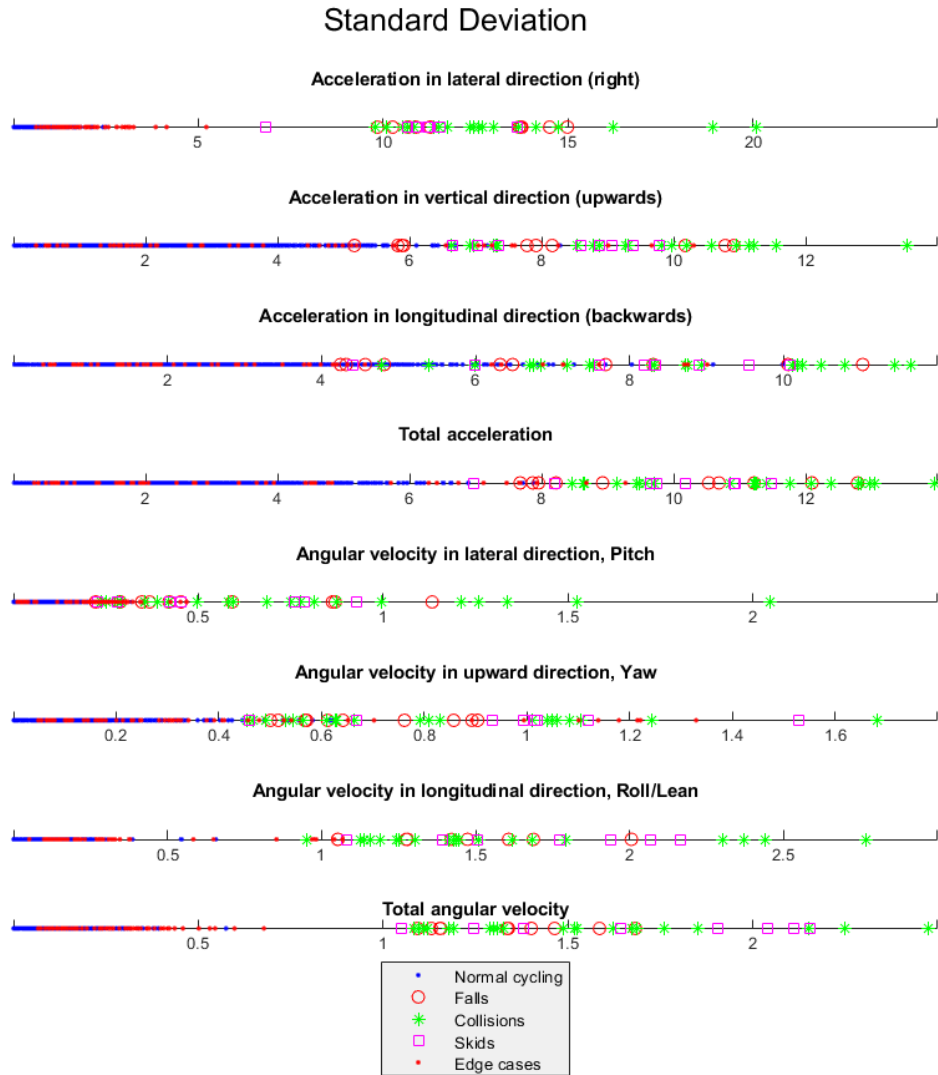 Standard Deviation
Acceleration in lateral direction (right)
5 10 15 20
Acceleration in vertical direction (upwards)
2 4 6 8 10 12
Acceleration in longitudinal direction (backwards)
2 4 6 8 10
Total acceleration
2 4 6 8 10 12
Angular velocity in lateral direction, Pitch
0.5 1 1.5 2
Angular velocity in upward direction, Yaw
0.2 0.4 0.6 0.8 1 1.2 1.4 1.6
Angular velocity in longitudinal direction, Roll/Lean
0.5 1 1.5 2 2.5
Total angular velocity
0.5 1 1.5 2
Normal cycling
Falls
Collisions
Skids
Edge cases